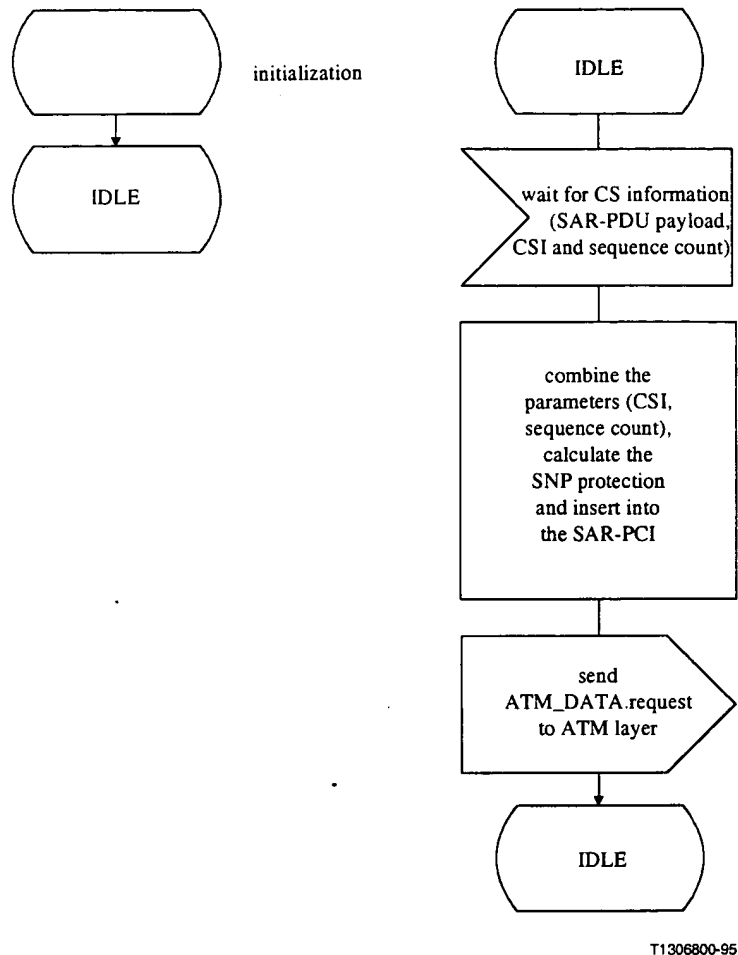 initialization
IDLE
IDLE
wait for CS information
(SAR-PDU payload,
CSI and sequence count)
combine the
parameters (CSI,
sequence count),
calculate the
SNP protection
and insert into
the SAR-PCI
send
ATM_DATA.request
to ATM layer
IDLE
T1306800-95